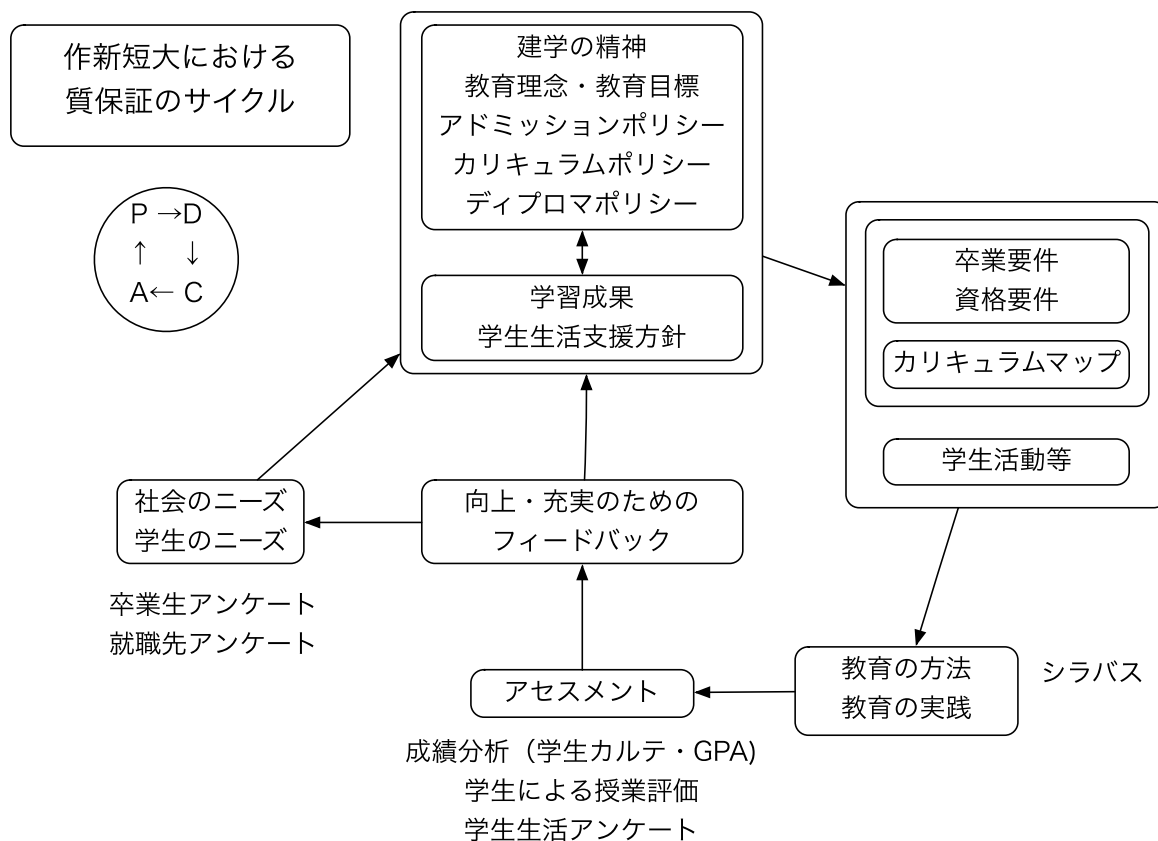 作新短大における
質保証のサイクル
P →D
↑ ↓
A← C
建学の精神
教育理念・教育目標
アドミッションポリシー
カリキュラムポリシー
ディプロマポリシー
学習成果
学生生活支援方針
卒業要件
資格要件
カリキュラムマップ
学生活動等
社会のニーズ
学生のニーズ
卒業生アンケート
就職先アンケート
向上・充実のための
フィードバック
教育の方法
教育の実践
シラバス
アセスメント
成績分析（学生カルテ・GPA)
学生による授業評価
学生生活アンケート